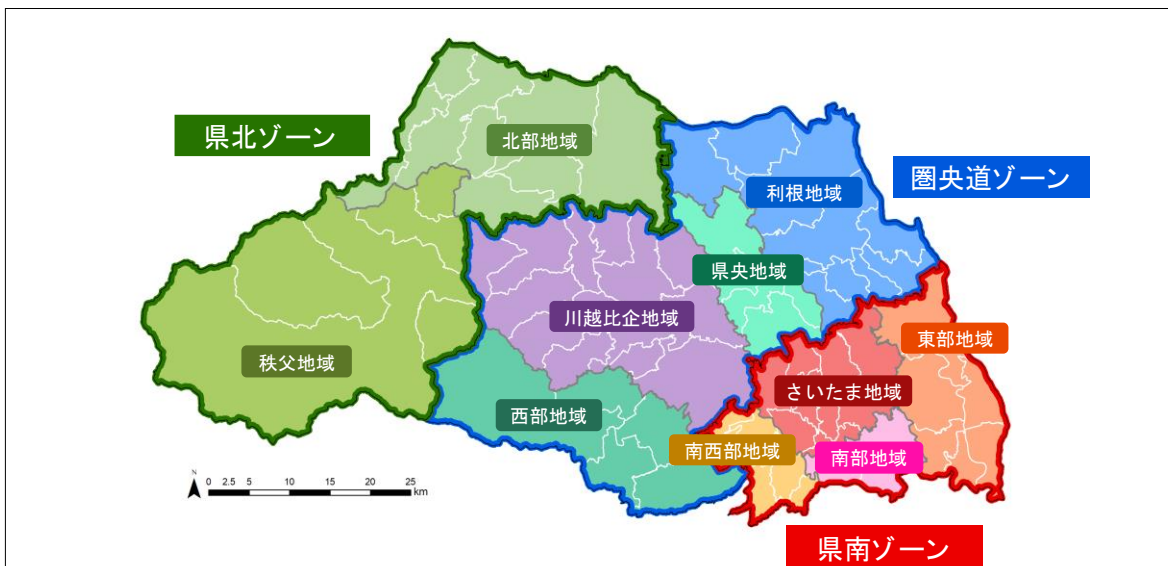 県北ゾーン
北部地域
利根地域
圏央道ゾーン
県央地域
川越比企地域
東部地域
秩父地域
さいたま地域
西部地域
南西部地域
南部地域
N
0 2.5 5 10 15 20 25
km
県南ゾーン